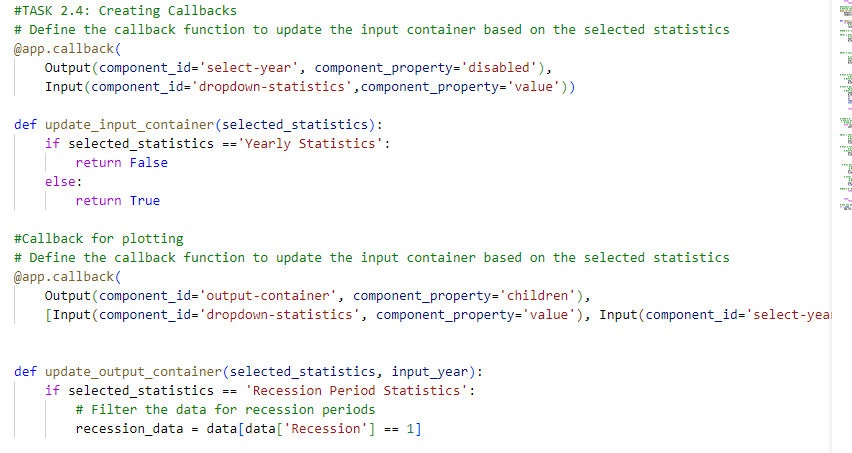 #TASK 2.4: Creating Callbacks
# Define the callback function to update the input container based on the selected statistics
@app.callback(
    Output(component_id='select-year', component_property='disabled'),
    Input(component_id='dropdown-statistics',component_property='value'))

def update_input_container(selected_statistics):
    if selected_statistics =='Yearly Statistics':
        return False
    else:
        return True

#Callback for plotting
# Define the callback function to update the input container based on the selected statistics
@app.callback(
    Output(component_id='output-container', component_property='children'),
    [Input(component_id='dropdown-statistics', component_property='value'), Input(component_id='select-yea

def update_output_container(selected_statistics, input_year):
    if selected_statistics == 'Recession Period Statistics':
        # Filter the data for recession periods
        recession_data = data[data['Recession'] == 1]